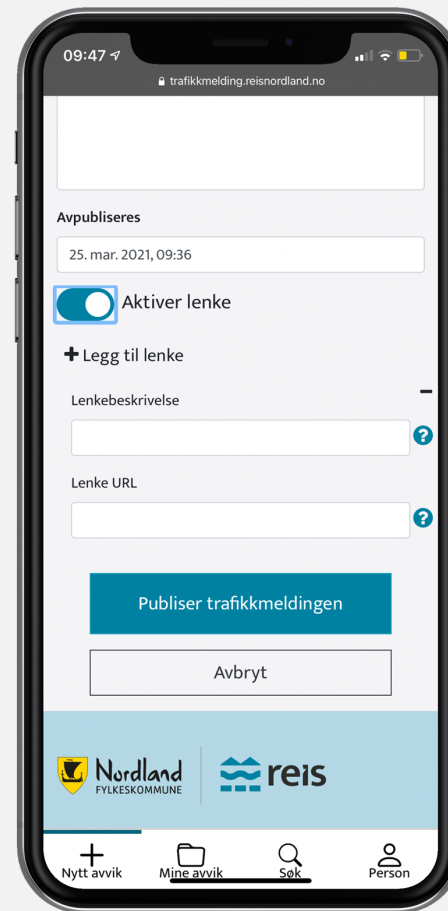 09:47
trafikkmelding.reisnordland.no
Avpubliseres
25. mar. 2021, 09:36
Aktiver lenke
Legg til lenke
Lenkebeskrivelse
?
Lenke URL
?
Publiser trafikkmeldingen
Avbryt
Nordland
FYLKESKOMMUNE
reis
Nytt avvik
Mine avvik
Søk
Person